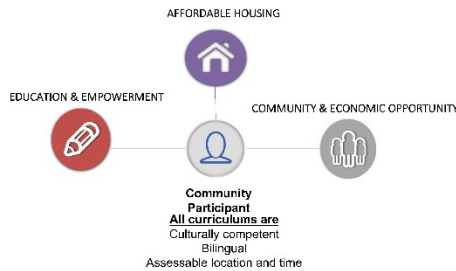 AFFORDABLE HOUSING
EDUCATION & EMPOWERMENT
COMMUNITY & ECONOMIC OPPORTUNITY
Community
Participant
All curriculums are
Culturally competent
Bilingual
Assessable location and time